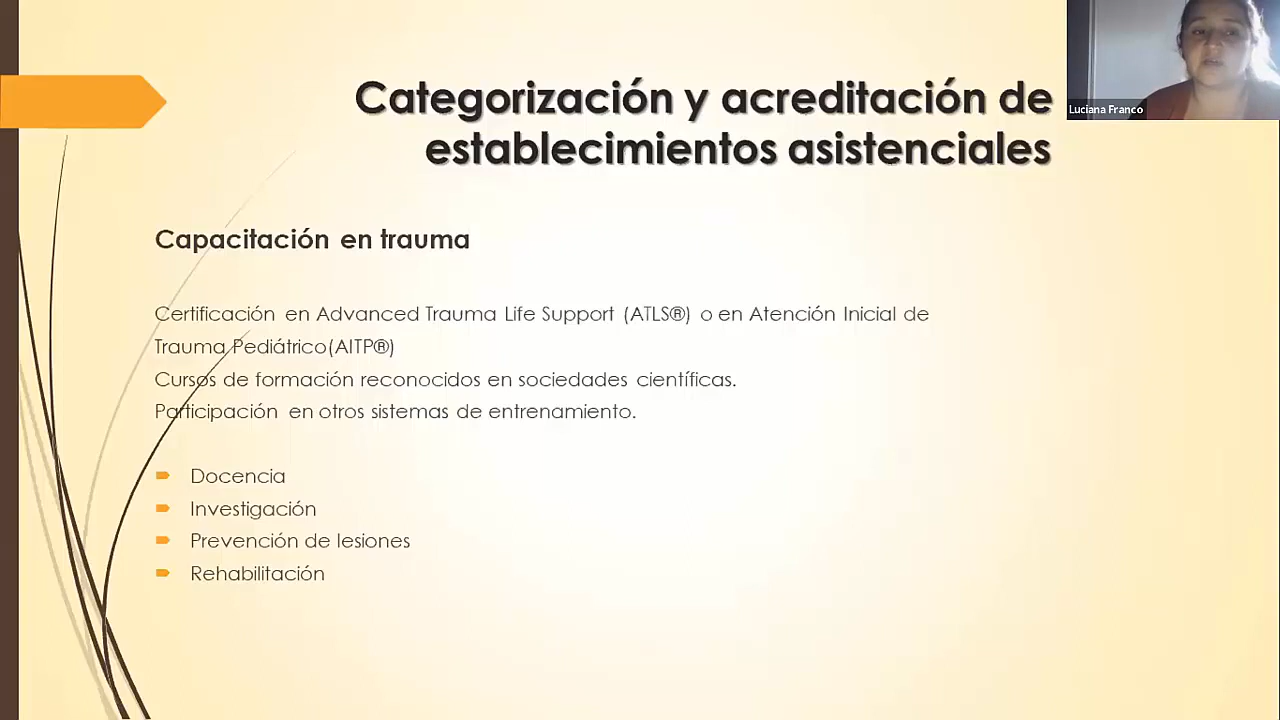 Categorización y acreditación de
establecimientos asistenciales
Luciana Franco
Capacitación en trauma
Certificación en Advanced Trauma Life Support (ATLS®) o en Atención Inicial de
Trauma Pediátrico(AITP®)
Cursos de formación reconocidos en sociedades científicas.
Participación en otros sistemas de entrenamiento.
Docencia
Investigación
Prevención de lesiones
Rehabilitación